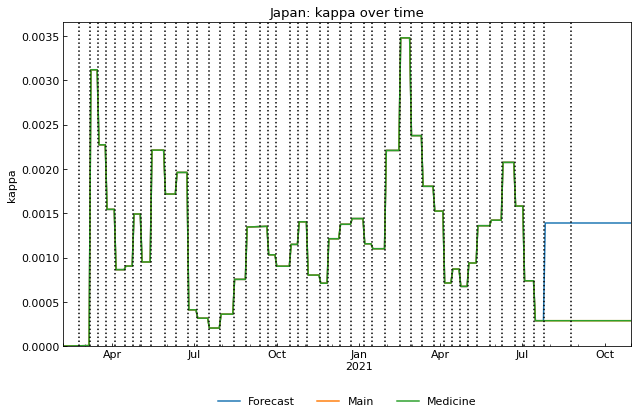 Japan: kappa over time
0.0035
0.0030
0.0025
0.0020
0.0015
0.0010
0.0005
0.0000
kappa
Apr Jul Oct Jan Apr Jul Oct
2021
Forecast Main Medicine